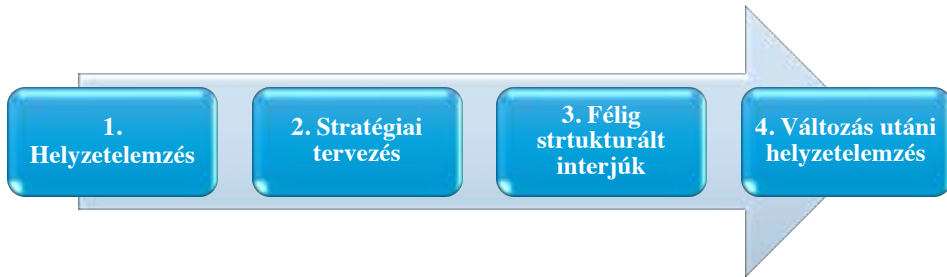 1.
Helyzetelemzés
2. Stratégiai
tervezés
3. Félig
strtukturált
interjúk
4. Változás utáni
helyzetelemzés